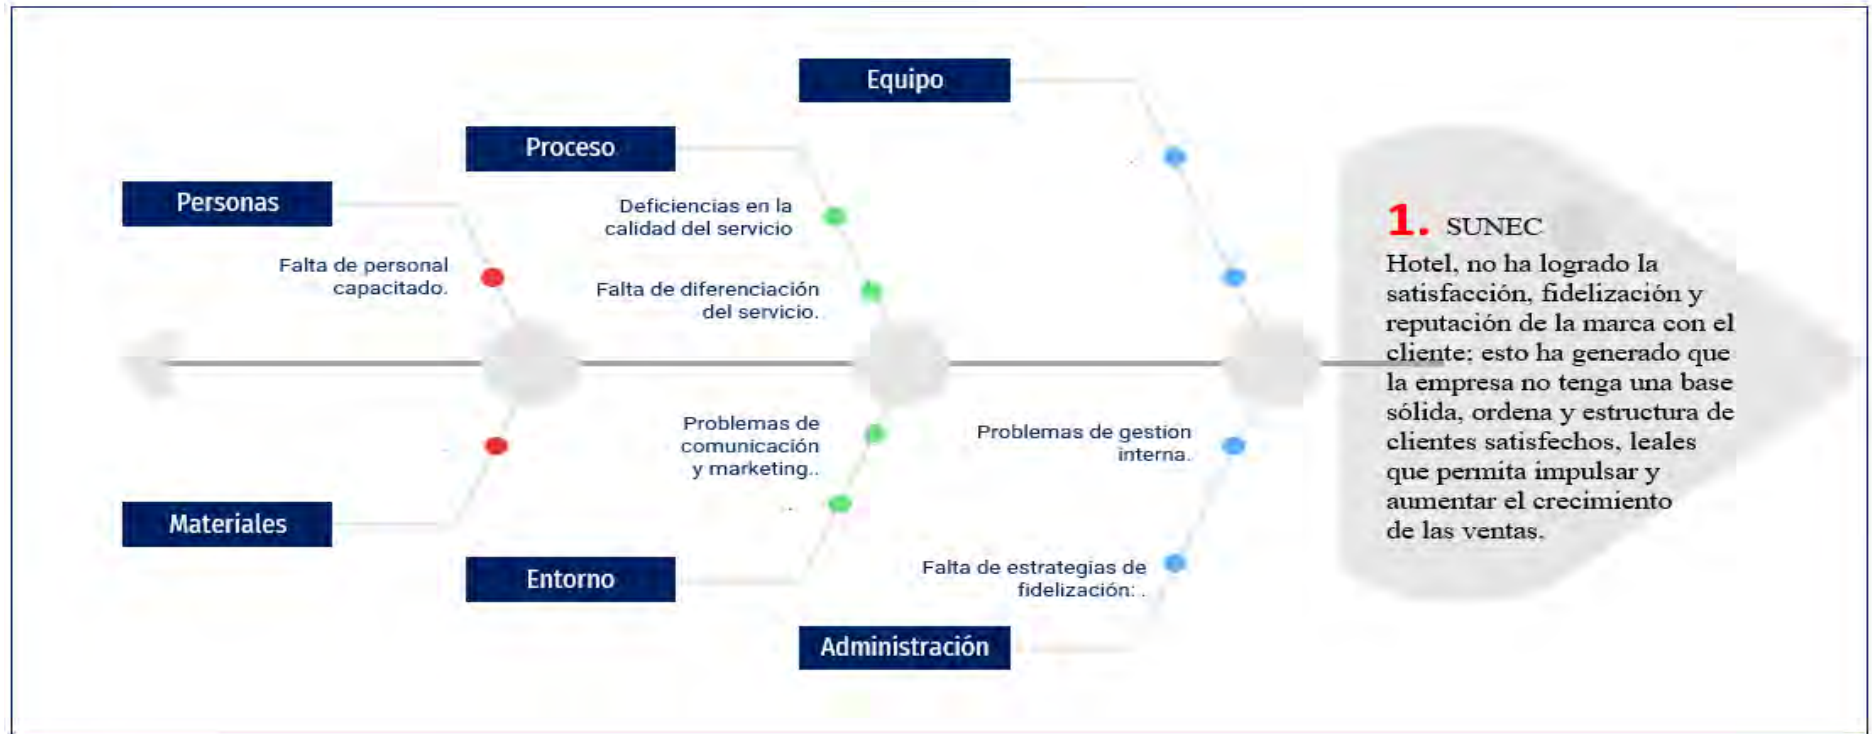 Equipo
Proceso
Personas
Deficiencias en la
calidad del servicio
Falta de personal
capacitado.
Falta de diferenciación
del servicio.
Problemas de
comunicación
y marketing..
Problemas de gestion
interna.
Materiales
Entorno
Falta de estrategias de
fidelización: .
Administración
1. SUNEC
Hotel, no ha logrado la
satisfacción, fidelización y
reputación de la marca con el
cliente; esto ha generado que
la empresa no tenga una base
sólida, ordena y estructura de
clientes satisfechos, leales
que permita impulsar y
aumentar el crecimiento
de las ventas.